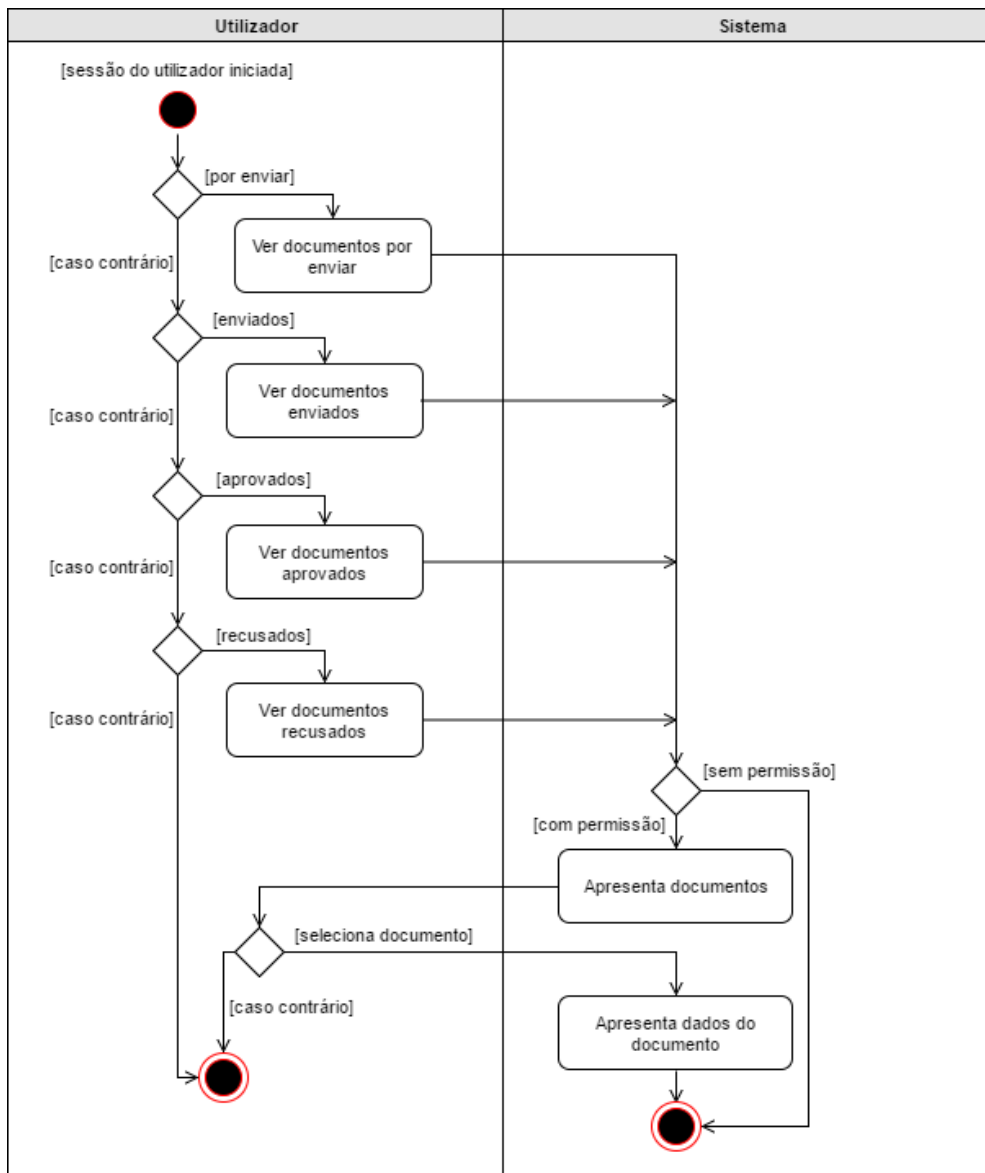 Utilizador
Sistema
[sessão do utilizador iniciada]
[por enviar]
Ver documentos por
enviar
[caso contrário]
[enviados]
Ver documentos
enviados
[caso contrário]
[aprovados]
Ver documentos
aprovados
[caso contrário]
[recusados]
Ver documentos
recusados
[caso contrário]
[sem permissão]
[com permissão]
Apresenta documentos
[seleciona documento]
[caso contrário]
Apresenta dados do
documento